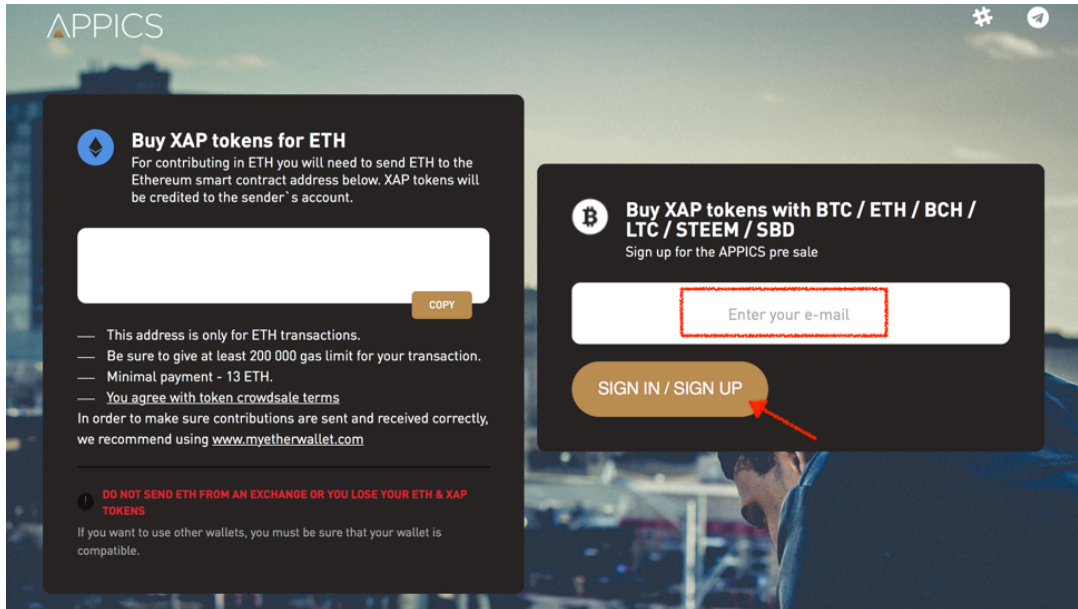 APPICS
Buy XAP tokens for ETH
For contributing in ETH you will need to send ETH to the
Ethereum smart contract address below. XAP tokens will
be credited to the sender`s account.
COPY
— This address is only for ETH transactions.
— Be sure to give at least 200 000 gas limit for your transaction.
— Minimal payment - 13 ETH.
— You agree with token crowdsale terms
In order to make sure contributions are sent and received correctly,
we recommend using www.myetherwallet.com
! DO NOT SEND ETH FROM AN EXCHANGE OR YOU LOSE YOUR ETH & XAP
TOKENS
If you want to use other wallets, you must be sure that your wallet is
compatible.
Buy XAP tokens with BTC / ETH / BCH /
LTC / STEEM / SBD
Sign up for the APPICS pre sale
Enter your e-mail
SIGN IN / SIGN UP